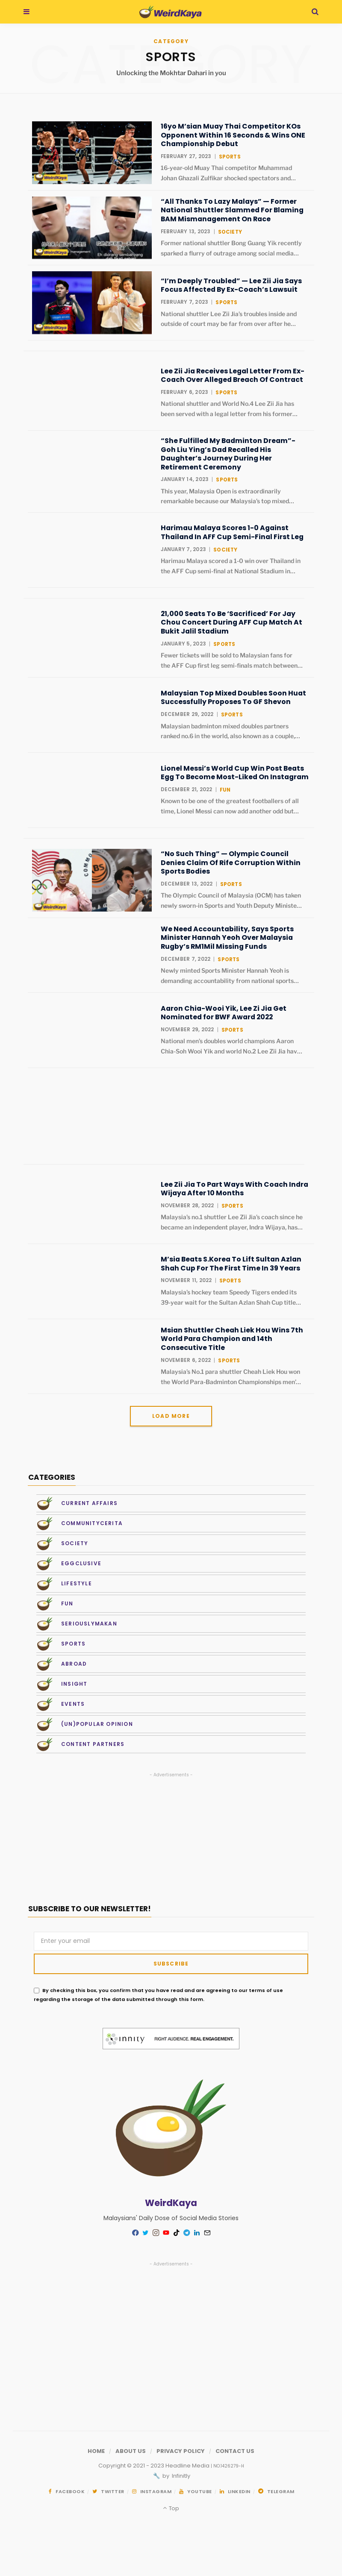 WeirdKaya
CATEGORY
SPORTS
Unlocking the Mokhtar Dahari in you
16yo M'sian Muay Thai Competitor KOs
Opponent Within 16 Seconds & Wins ONE
Championship Debut
FEBRUARY 27, 2023 | SPORTS
16-year-old Muay Thai competitor Muhammad
Johan Ghazali Zulfikar shocked spectators and…
WeirdKaya
“All Thanks To Lazy Malays” — Former
National Shuttler Slammed For Blaming
BAM Mismanagement On Race
FEBRUARY 13, 2023 | SOCIETY
Former national shuttler Bong Guang Yik recently
sparked a flurry of outrage among social media…
WeirdKaya
“I’m Deeply Troubled” — Lee Zii Jia Says
Focus Affected By Ex-Coach’s Lawsuit
FEBRUARY 7, 2023 | SPORTS
National shuttler Lee Zii Jia’s troubles inside and
outside of court may be far from over after he…
WeirdKaya
Lee Zii Jia Receives Legal Letter From Ex-
Coach Over Alleged Breach Of Contract
FEBRUARY 6, 2023 | SPORTS
National shuttler and World No.4 Lee Zii Jia has
been served with a legal letter from his former…
“She Fulfilled My Badminton Dream”-
Goh Liu Ying’s Dad Recalled His
Daughter’s Journey During Her
Retirement Ceremony
JANUARY 14, 2023 | SPORTS
This year, Malaysia Open is extraordinarily
remarkable because our Malaysia’s top mixed…
Harimau Malaya Scores 1-0 Against
Thailand In AFF Cup Semi-Final First Leg
JANUARY 7, 2023 | SOCIETY
Harimau Malaya scored a 1-0 win over Thailand in
the AFF Cup semi-final at National Stadium in…
21,000 Seats To Be ‘Sacrificed’ For Jay
Chou Concert During AFF Cup Match At
Bukit Jalil Stadium
JANUARY 5, 2023 | SPORTS
Fewer tickets will be sold to Malaysian fans for
the AFF Cup first leg semi-finals match between…
Malaysian Top Mixed Doubles Soon Huat
Successfully Proposes To GF Shevon
DECEMBER 26, 2022 | SPORTS
Malaysian badminton mixed doubles partners
ranked no.6 in the world, also known as a couple,…
Lionel Messi’s World Cup Win Post Beats
Egg To Become Most-Liked On Instagram
DECEMBER 21, 2022 | FUN
Known to be one of the greatest footballers of all
time, Lionel Messi can now add another odd but…
“No Such Thing” — Olympic Council
Denies Claim Of Rife Corruption Within
Sports Bodies
DECEMBER 13, 2022 | SPORTS
The Olympic Council of Malaysia (OCM) has taken
newly sworn-in Sports and Youth Deputy Ministe…
WeirdKaya
We Need Accountability, Says Sports
Minister Hannah Yeoh Over Malaysia
Rugby’s RM1Mil Missing Funds
DECEMBER 7, 2022 | SPORTS
Newly minted Sports Minister Hannah Yeoh is
demanding accountability from national sports…
Aaron Chia-Wooi Yik, Lee Zi Jia Get
Nominated for BWF Award 2022
NOVEMBER 29, 2022 | SPORTS
National men’s doubles world champions Aaron
Chia-Soh Wooi Yik and world No.2 Lee Zii Jia hav…
Lee Zii Jia To Part Ways With Coach Indra
Wijaya After 10 Months
NOVEMBER 28, 2022 | SPORTS
Malaysia’s no.1 shuttler Lee Zii Jia’s coach since he
became an independent player, Indra Wijaya, has…
M’sia Beats S.Korea To Lift Sultan Azlan
Shah Cup For The First Time In 39 Years
NOVEMBER 11, 2022 | SPORTS
Malaysia’s hockey team Speedy Tigers ended its
39-year wait for the Sultan Azlan Shah Cup title…
Msian Shuttler Cheah Liek Hou Wins 7th
World Para Champion and 14th
Consecutive Title
NOVEMBER 6, 2022 | SPORTS
Malaysia’s No.1 para shuttler Cheah Liek Hou won
the World Para-Badminton Championships men’…
LOAD MORE
CATEGORIES
CURRENT AFFAIRS
COMMUNITYCERITA
SOCIETY
EGGCLUSIVE
LIFESTYLE
FUN
SERIOUSLYMAKAN
SPORTS
ABROAD
INSIGHT
EVENTS
(UN)POPULAR OPINION
CONTENT PARTNERS
- Advertisements -
SUBSCRIBE TO OUR NEWSLETTER!
Enter your email
SUBSCRIBE
By checking this box, you confirm that you have read and are agreeing to our terms of use
regarding the storage of the data submitted through this form.
innity RIGHT AUDIENCE. REAL ENGAGEMENT.
WeirdKaya
Malaysians' Daily Dose of Social Media Stories
- Advertisements -
HOME / ABOUT US / PRIVACY POLICY / CONTACT US
Copyright © 2021 - 2023 Headline Media
by Infinity
FACEBOOK TWITTER INSTAGRAM YOUTUBE LINKEDIN TELEGRAM
Top